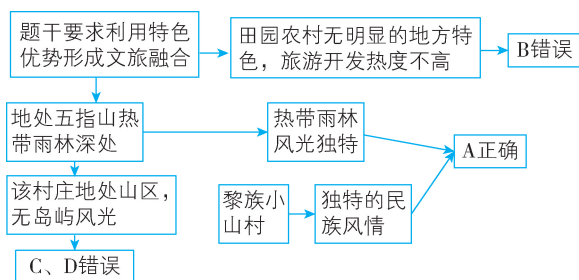 题干要求利用特色
优势形成文旅融合
田园农村无明显的地方特
色，旅游开发热度不高
B错误
地处五指山热
带雨林深处
热带雨林
风光独特
A正确
该村庄地处山区，
无岛屿风光
黎族小
山村
独特的民
族风情
C、D错误